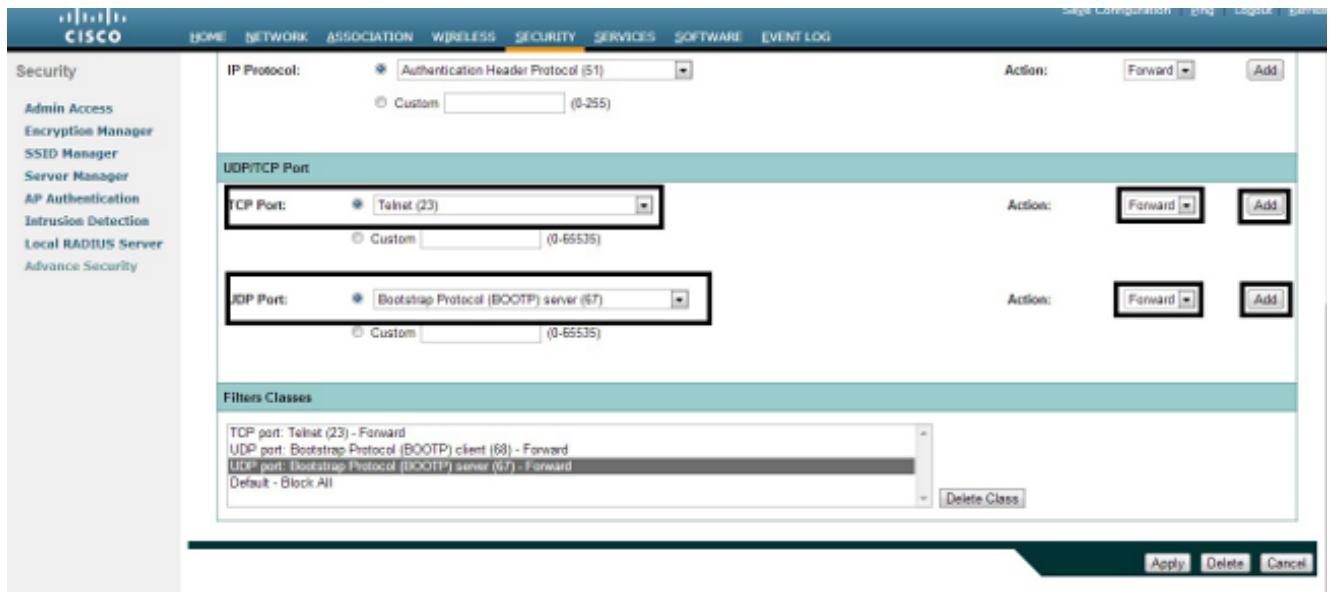 Save Configuration | Ping | Logout | Refresh
CISCO
HOME NETWORK ASSOCIATION WIRELESS SECURITY SERVICES SOFTWARE EVENT LOG
Security
Admin Access
Encryption Manager
SSID Manager
Server Manager
AP Authentication
Intrusion Detection
Local RADIUS Server
Advance Security
IP Protocol: Authentication Header Protocol (51) Action: Forward Add
Custom (0-255)
UDP/TCP Port
TCP Port: Telnet (23) Action: Forward Add
Custom (0-65535)
UDP Port: Bootstrap Protocol (BOOTP) server (67) Action: Forward Add
Custom (0-65535)
Filters Classes
TCP port: Telnet (23) - Forward
UDP port: Bootstrap Protocol (BOOTP) client (68) - Forward
UDP port: Bootstrap Protocol (BOOTP) server (67) - Forward
Default - Block All
Delete Class
Apply Delete Cancel